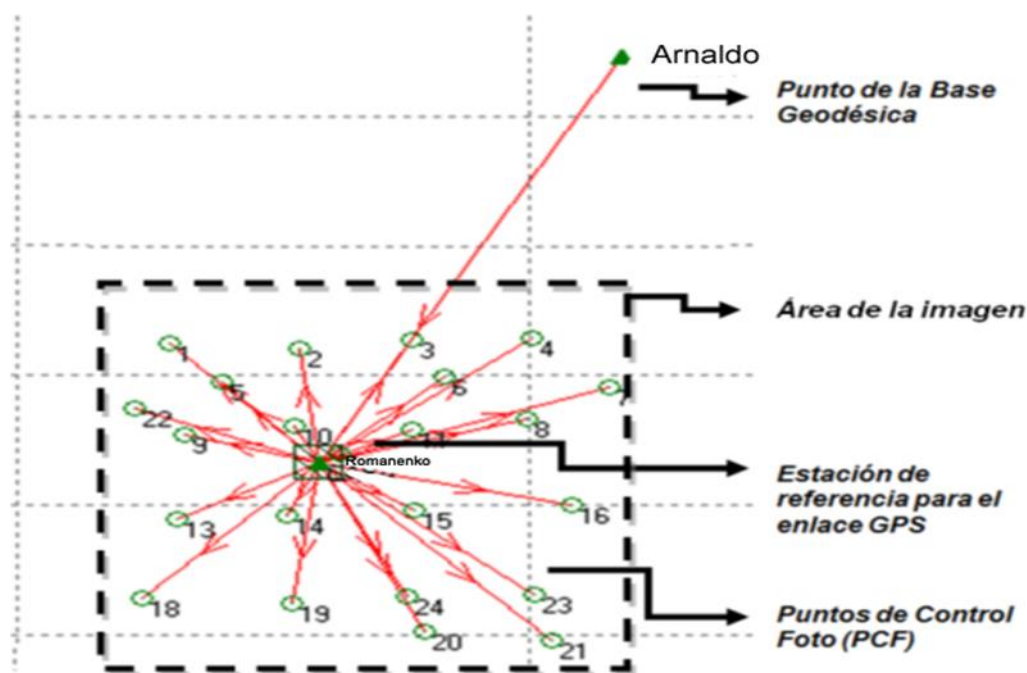 Arnaldo
Punto de la Base
Geodésica
Área de la imagen
1
2
3
4
5
6
7
22
9
10
11
8
Romanenko
Estación de
referencia para el
enlace GPS
13
14
15
16
18
19
24
23
20
21
Puntos de Control
Foto (PCF)